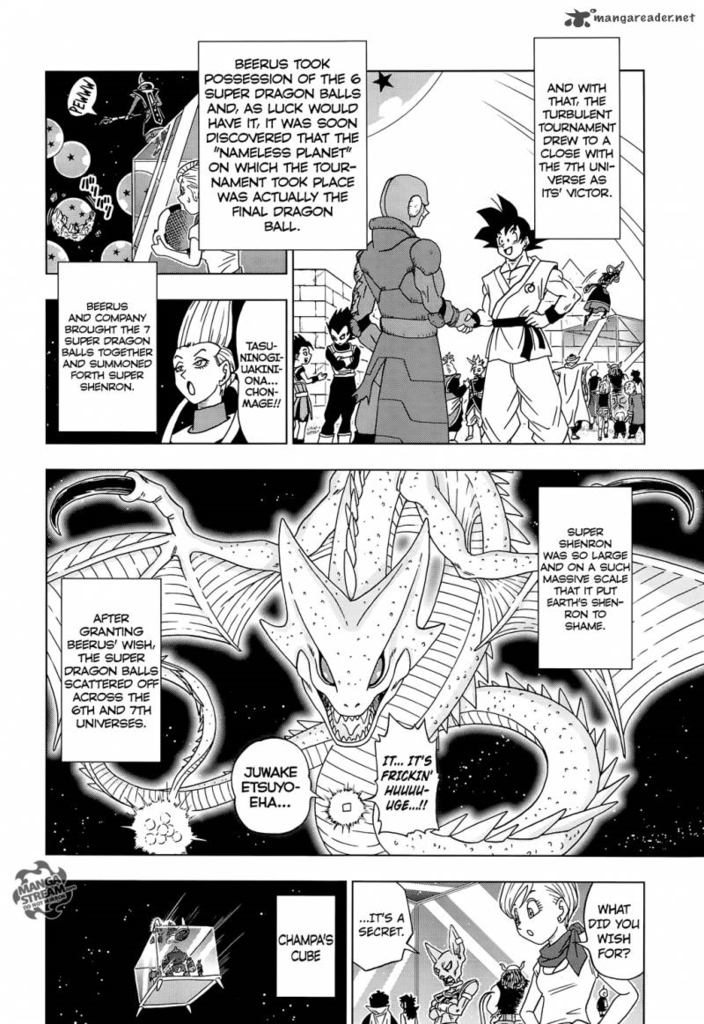 mangareader.net
AND WITH
THAT, THE
TURBULENT
TOURNAMENT
DREW TO A
CLOSE WITH
THE 7TH UNI-
VERSE AS
ITS' VICTOR.
BEERUS TOOK
POSSESSION OF THE 6
SUPER DRAGON BALLS
AND, AS LUCK WOULD
HAVE IT, IT WAS SOON
DISCOVERED THAT THE
"NAMELESS PLANET"
ON WHICH THE TOUR-
NAMENT TOOK PLACE
WAS ACTUALLY THE
FINAL DRAGON
BALL.
PEWWW
TASU-
NINOGI-
UAKINI-
ONA...
CHON-
MAGE!!
BEERUS
AND COMPANY
BROUGHT THE 7
SUPER DRAGON
BALLS TOGETHER
AND SUMMONED
FORTH SUPER
SHENRON.
SUPER
SHENRON
WAS SO LARGE
AND ON A SUCH
MASSIVE SCALE
THAT IT PUT
EARTH'S SHEN-
RON TO
SHAME.
AFTER
GRANTING
BEERUS' WISH,
THE SUPER
DRAGON BALLS
SCATTERED OFF
ACROSS THE
6TH AND 7TH
UNIVERSES.
IT... IT'S
FRICKIN'
HUUUU-
UGE...!!
JUWAKE
ETSUYO-
EHA...
MANGA
STREAM
CHAMPA'S
CUBE
WHAT
DID YOU
WISH
FOR?
...IT'S A
SECRET.